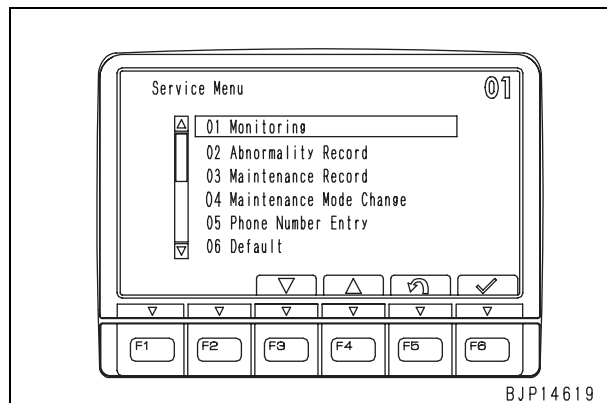 Service Menu
01
01 Monitoring
02 Abnormality Record
03 Maintenance Record
04 Maintenance Mode Change
05 Phone Number Entry
06 Default
F1 F2 F3 F4 F5 F6
BJP14619